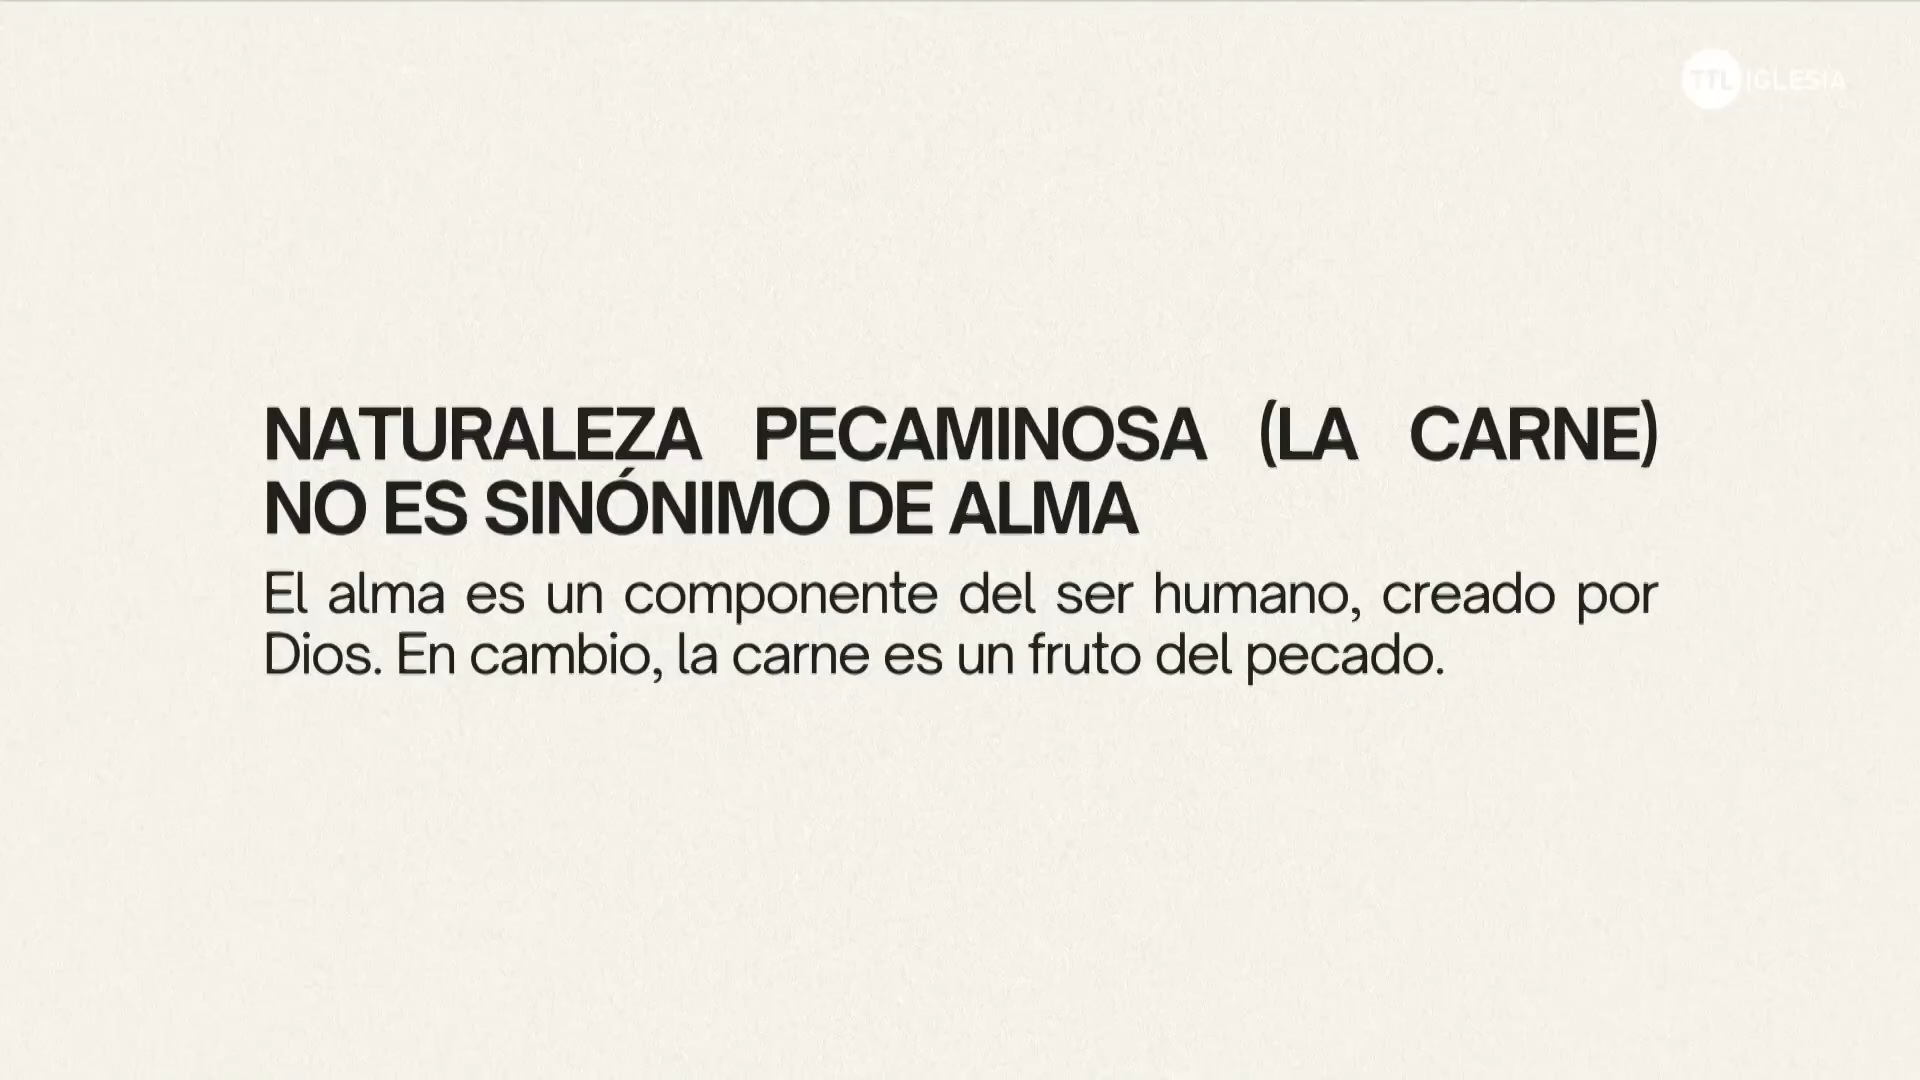 TTL IGLESIA
NATURALEZA PECAMINOSA (LA CARNE)
NO ES SINÓNIMO DE ALMA
El alma es un componente del ser humano, creado por
Dios. En cambio, la carne es un fruto del pecado.